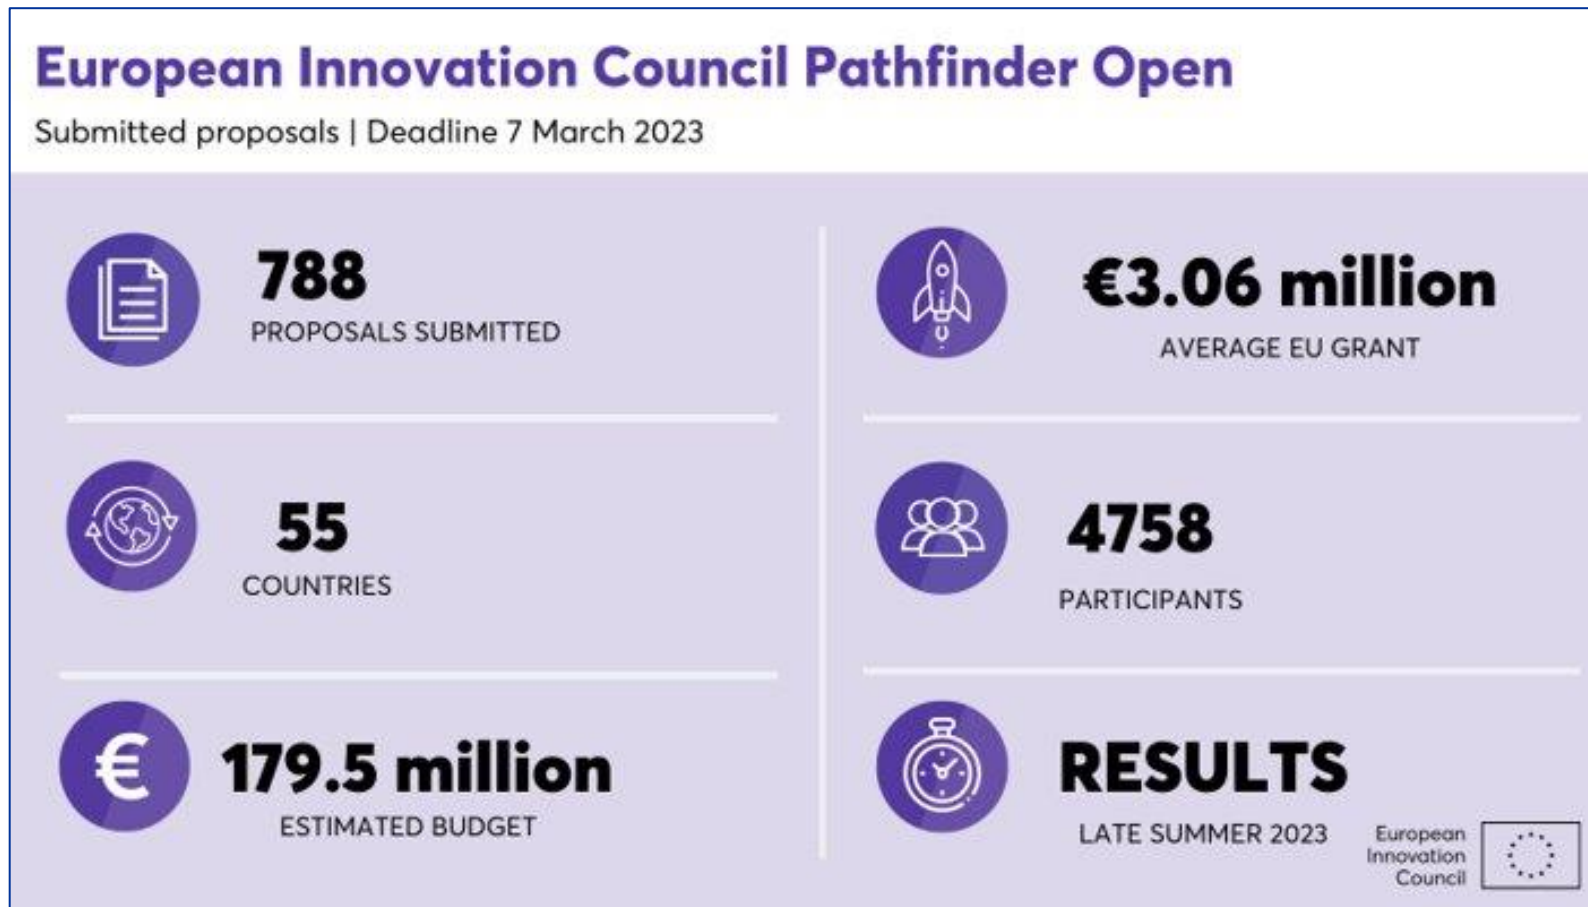 European Innovation Council Pathfinder Open
Submitted proposals | Deadline 7 March 2023
788
PROPOSALS SUBMITTED
€3.06 million
AVERAGE EU GRANT
55
COUNTRIES
4758
PARTICIPANTS
€
179.5 million
ESTIMATED BUDGET
RESULTS
LATE SUMMER 2023
European
Innovation
Council